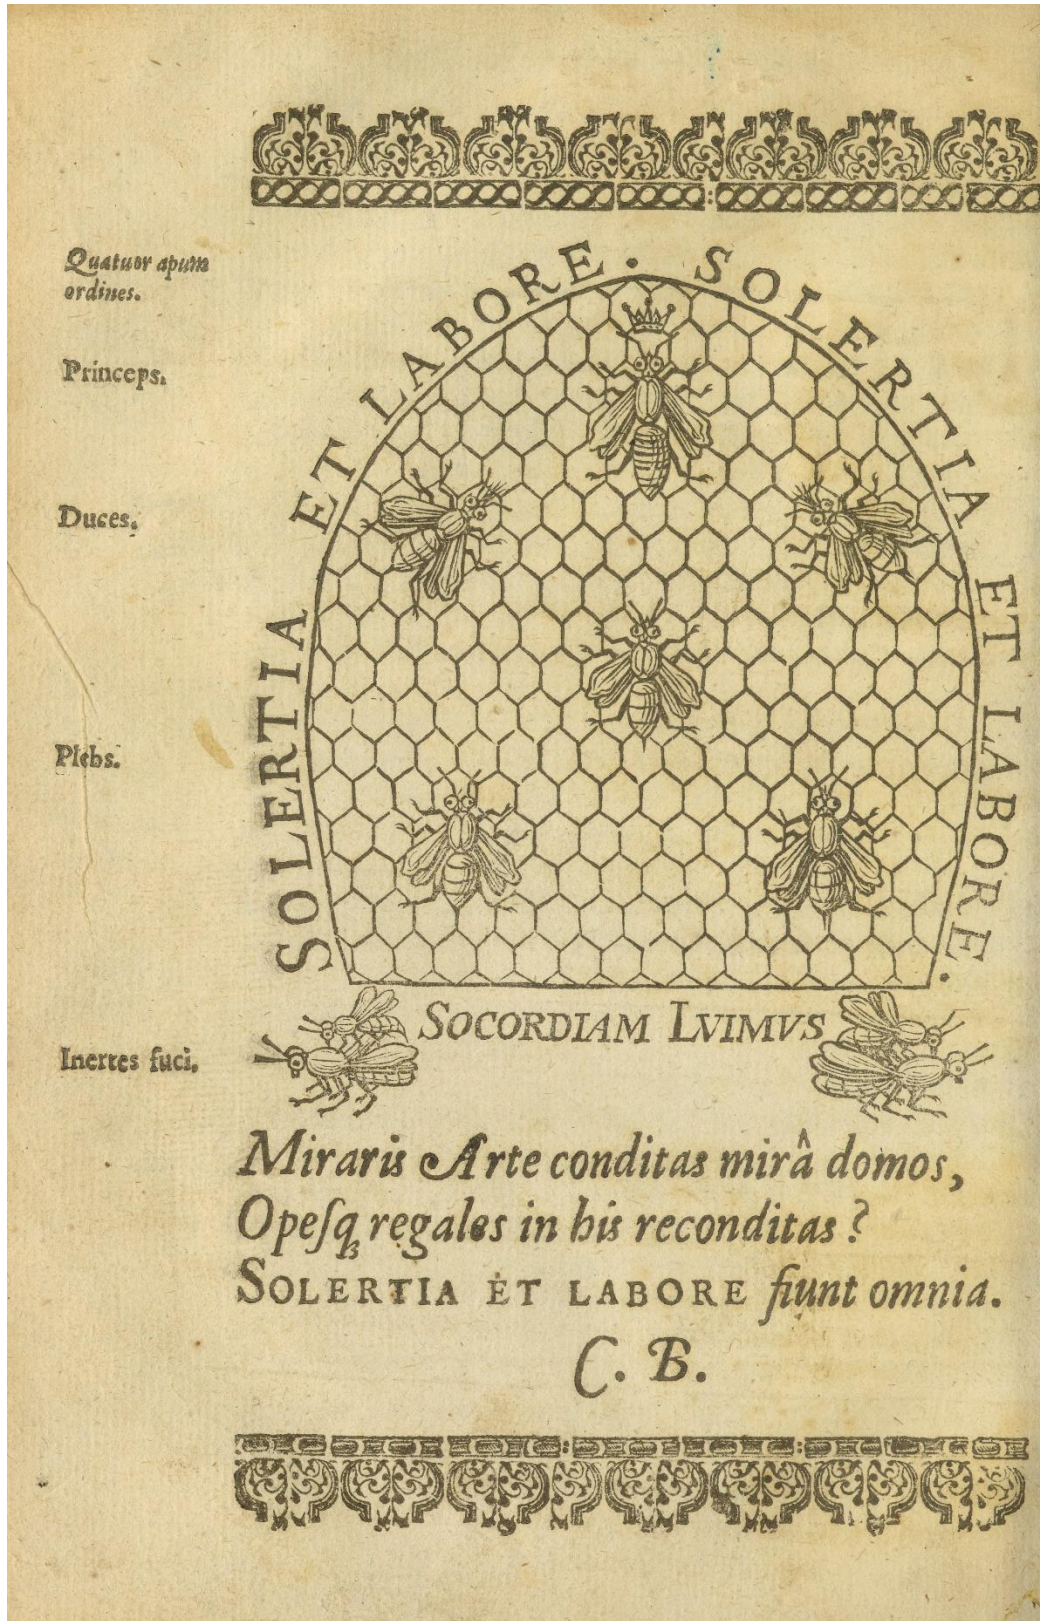 Quatuor apum
ordines.
Princeps.
Duces.
Plebs.
Inertes fuci.
SOLERTIA ET LABORE. SOLERTIA ET LABORE.
SOCORDIAM LVIMVS
Miraris Arte conditas mirâ domos,
Opeſq; regales in his reconditas?
SOLERTIA ET LABORE fiunt omnia.
C. B.